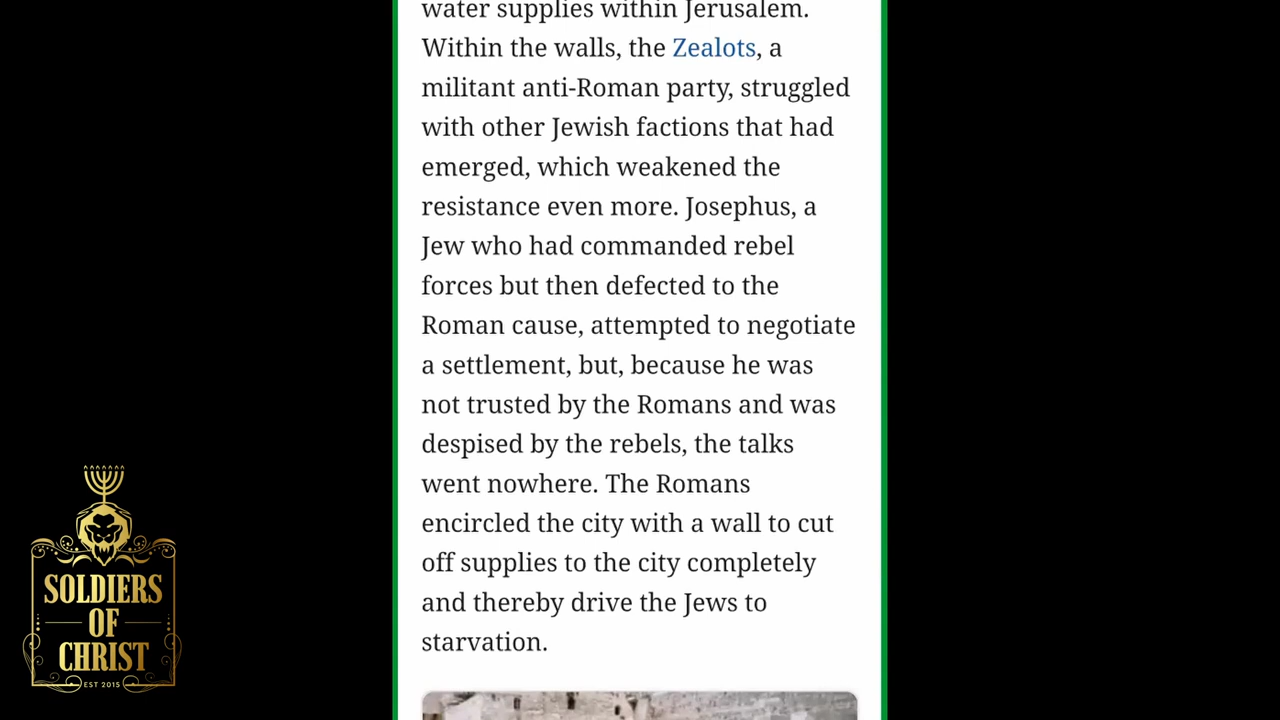 water supplies within Jerusalem.
Within the walls, the Zealots, a
militant anti-Roman party, struggled
with other Jewish factions that had
emerged, which weakened the
resistance even more. Josephus, a
Jew who had commanded rebel
forces but then defected to the
Roman cause, attempted to negotiate
a settlement, but, because he was
not trusted by the Romans and was
despised by the rebels, the talks
went nowhere. The Romans
encircled the city with a wall to cut
off supplies to the city completely
and thereby drive the Jews to
starvation.
SOLDIERS
OF
CHRIST
EST 2015